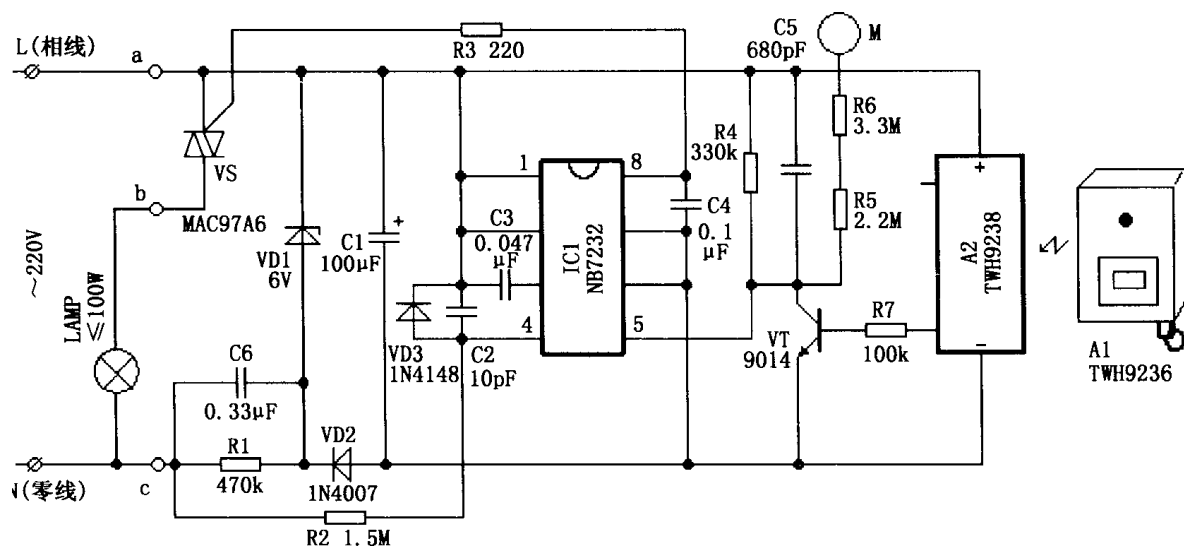 L(相线)
a
R3 220
C5
680pF
M
R6
3.3M
R4
330k
VS
1
8
b
MAC97A6
~220V
VD1
6V
C1
100μF
+
C3
0.047
μF
IC1
NB7232
C4
0.1
μF
R5
2.2M
+
A2
TWH9238
LAMP
≤100W
4
5
VD3
1N4148
C2
10pF
VT
9014
R7
100k
-
A1
TWH9236
C6
0.33μF
R1
470k
VD2
1N4007
(零线)
c
R2 1.5M